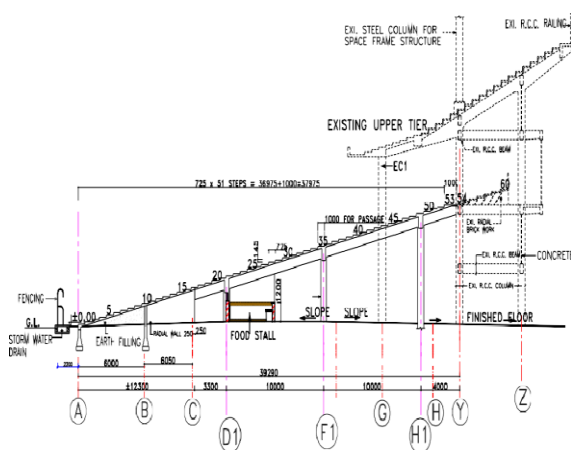 EXI. R.C.C. RAILING
EXI. STEEL COLUMN FOR
SPACE FRAME STRUCTURE
EXISTING UPPER TIER
EXI. R.C.C. BEAM
EC1
725 x 51 STEPS = 36975+1000=37975
100
60
53 54
50
45
40
35
30
25
20
15
10
5
1000 FOR PASSAGE
725
EXI. RADIAL
BRICK WORK
EXI. R.C.C. BEAM
CONCRETE
EXI. R.C.C. COLUMN
FENCING
±0.00
G.L.
STORM WATER
DRAIN
EARTH FILLING
RADIAL WALL 250
250
FOOD STALL
SLOPE
SLOPE
FINISHED FLOOR
6000
6050
39290
±12300
3300
10000
10000
4000
A
B
C
D1
F1
G
H1
H
Y
Z